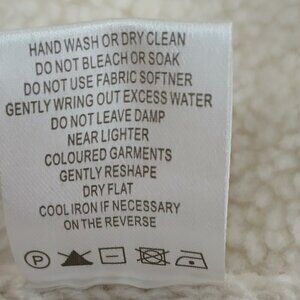 HAND WASH OR DRY CLEAN
DO NOT BLEACH OR SOAK
DO NOT USE FABRIC SOFTNER
GENTLY WRING OUT EXCESS WATER
DO NOT LEAVE DAMP
NEAR LIGHTER
COLOURED GARMENTS
GENTLY RESHAPE
DRY FLAT
COOL IRON IF NECESSARY
ON THE REVERSE
P